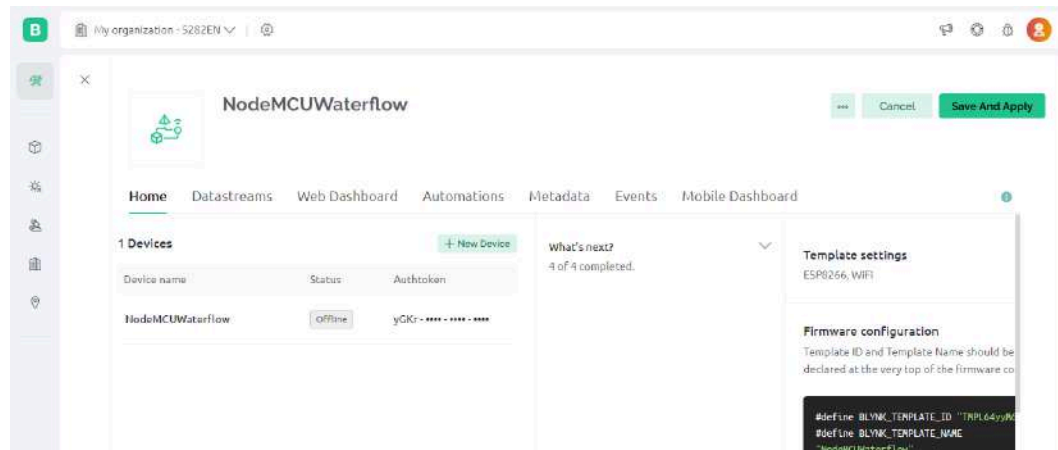 B
My organization - 5282EN
NodeMCUWaterflow
Cancel
Save And Apply
Home Datastreams Web Dashboard Automations Metadata Events Mobile Dashboard
1 Devices
+ New Device
Device name Status Authtoken
NodeMCUWaterflow Offline yGKr - •••• - •••• - ••••
What's next?
4 of 4 completed.
Template settings
ESP8266, WiFi
Firmware configuration
Template ID and Template Name should be
declared at the very top of the firmware co
#define BLYNK_TEMPLATE_ID
#define BLYNK_TEMPLATE_NAME
"NodeMCUWaterflow"